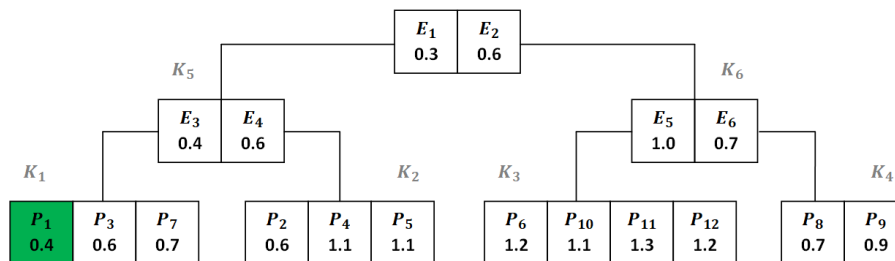 E₁ E₂
0.3 0.6
K₅ K₆
E₃ E₄ E₅ E₆
0.4 0.6 1.0 0.7
K₁ K₂ K₃ K₄
P₁ P₃ P₇ P₂ P₄ P₅ P₆ P₁₀ P₁₁ P₁₂ P₈ P₉
0.4 0.6 0.7 0.6 1.1 1.1 1.2 1.1 1.3 1.2 0.7 0.9